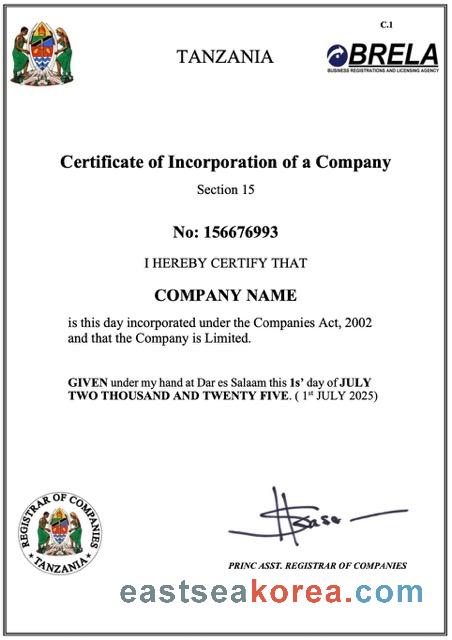 C.1
TANZANIA
BRELA
BUSINESS REGISTRATIONS AND LICENSING AGENCY
Certificate of Incorporation of a Company
Section 15
No: 156676993
I HEREBY CERTIFY THAT
COMPANY NAME
is this day incorporated under the Companies Act, 2002
and that the Company is Limited.
GIVEN under my hand at Dar es Salaam this 1s’ day of JULY
TWO THOUSAND AND TWENTY FIVE. ( 1st JULY 2025)
REGISTRAR OF COMPANIES
* TANZANIA *
PRINC ASST. REGISTRAR OF COMPANIES
eastseakorea.com